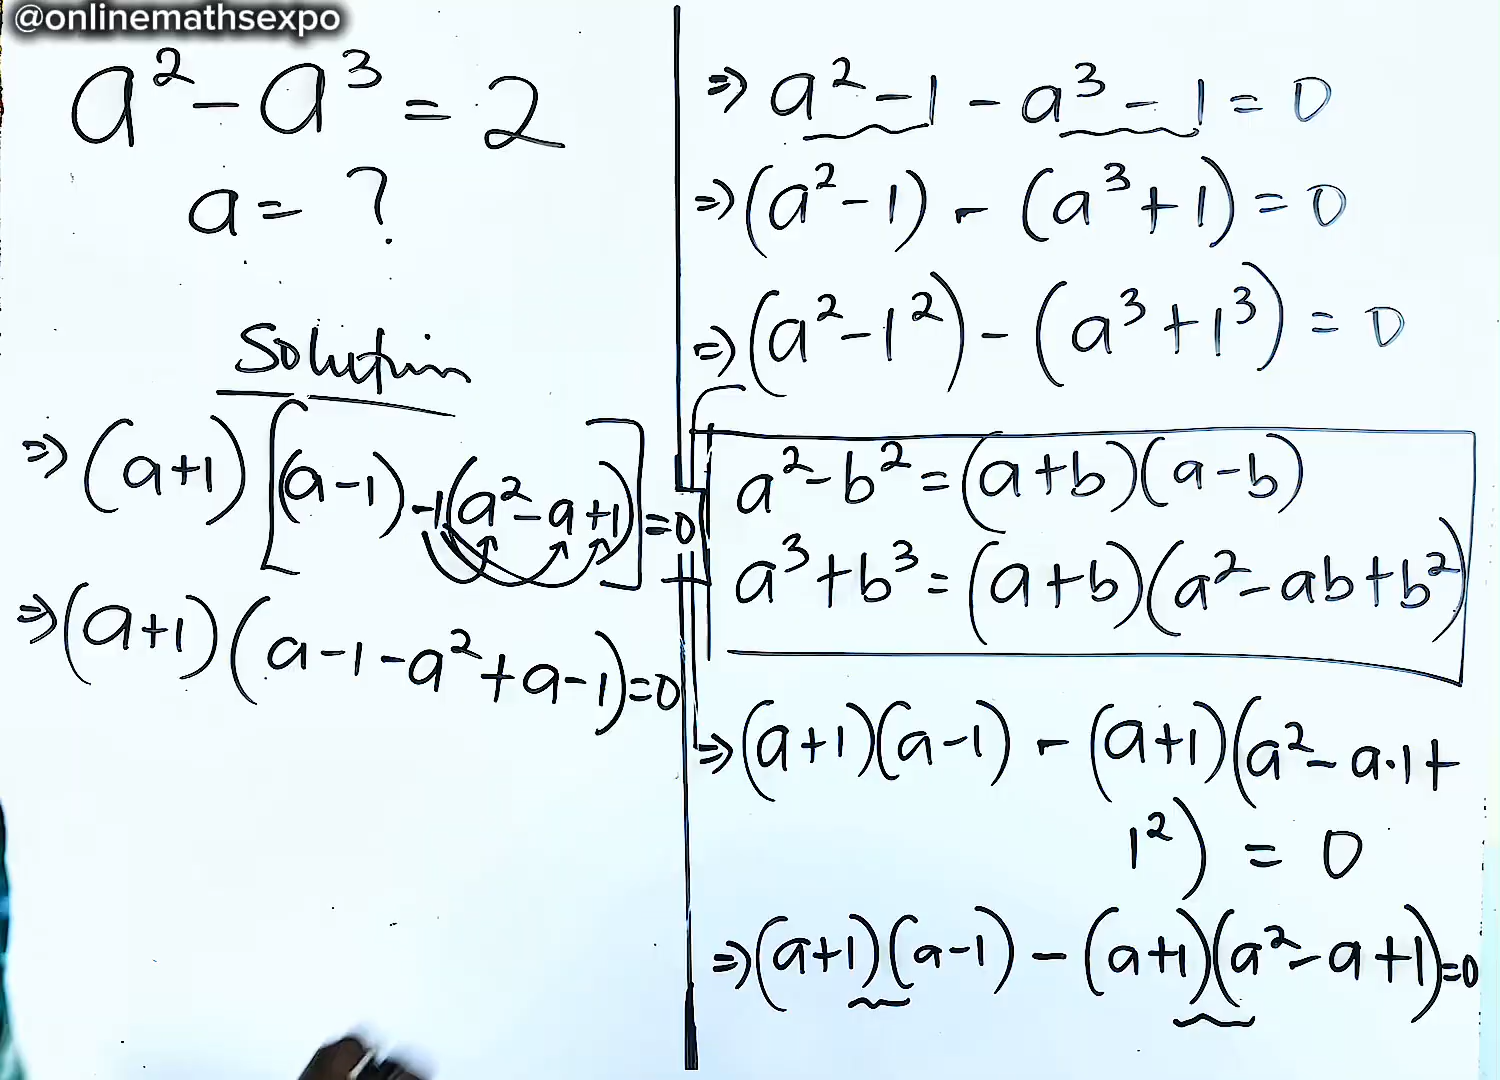 @onlinemathsexpo
a² - a³ = 2
a = ?
Solution
⇒ (a+1)[(a-1) -1(a²-a+1)] = 0
⇒ (a+1)(a-1-a²+a-1) = 0
⇒ a² - 1 - a³ - 1 = 0
⇒ (a² - 1) - (a³ + 1) = 0
⇒ (a² - 1²) - (a³ + 1³) = 0
a² - b² = (a+b)(a-b)
a³ + b³ = (a+b)(a² - ab + b²)
⇒ (a+1)(a-1) - (a+1)(a² - a·1 +
1²) = 0
⇒ (a+1)(a-1) - (a+1)(a² - a + 1) = 0